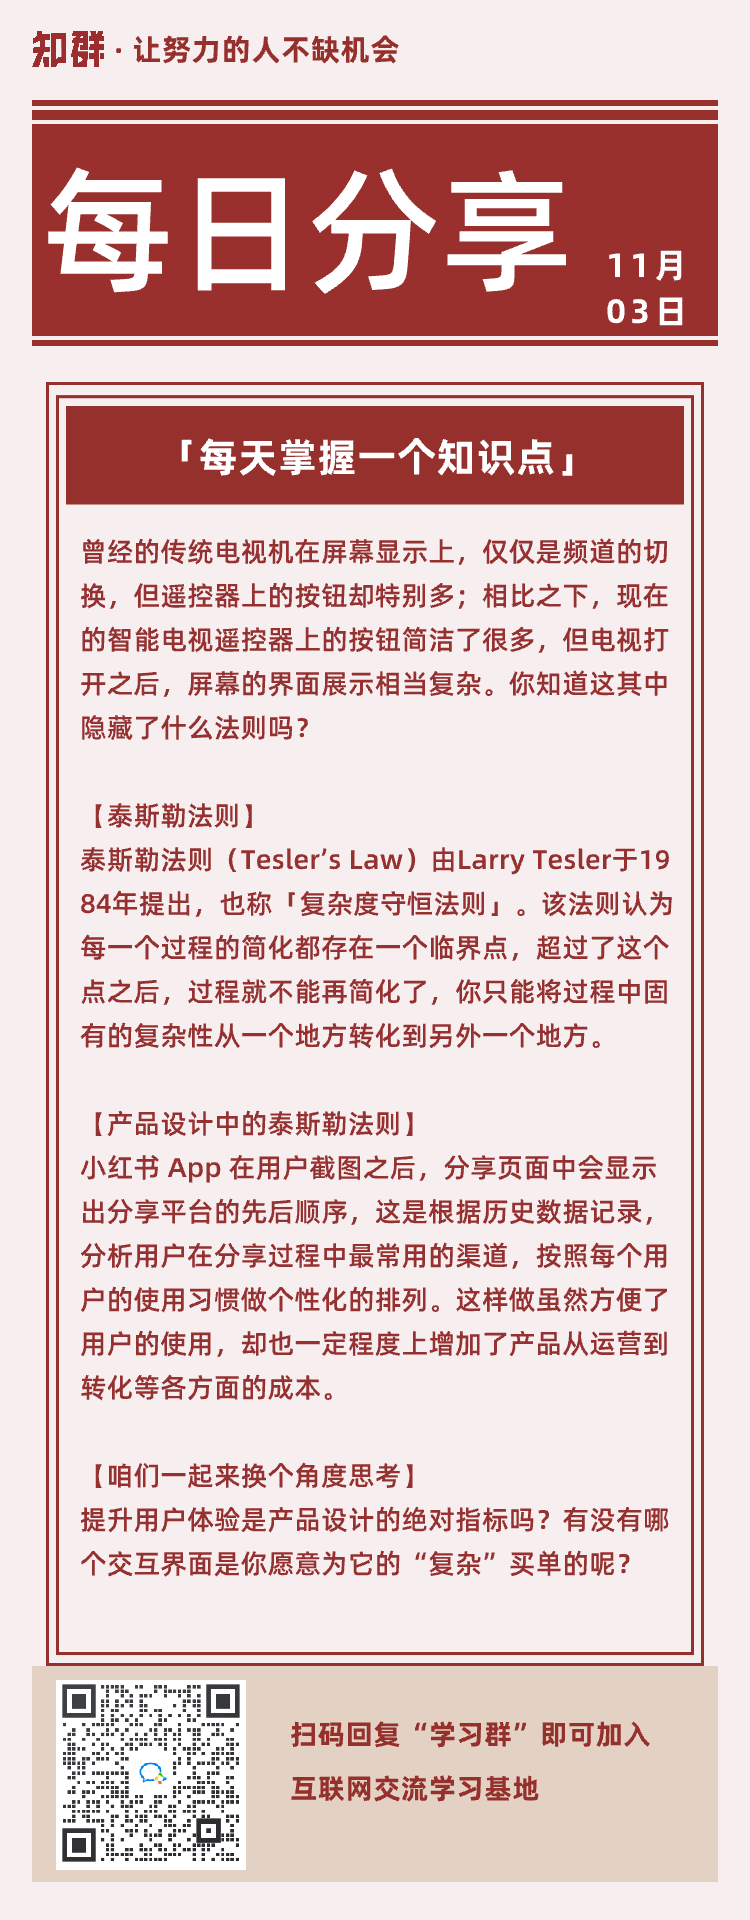 知群·让努力的人不缺机会
每日分享
11月
03日
「每天掌握一个知识点」
曾经的传统电视机在屏幕显示上，仅仅是频道的切
换，但遥控器上的按钮却特别多；相比之下，现在
的智能电视遥控器上的按钮简洁了很多，但电视打
开之后，屏幕的界面展示相当复杂。你知道这其中
隐藏了什么法则吗？
【泰斯勒法则】
泰斯勒法则（Tesler’s Law）由Larry Tesler于19
84年提出，也称「复杂度守恒法则」。该法则认为
每一个过程的简化都存在一个临界点，超过了这个
点之后，过程就不能再简化了，你只能将过程中固
有的复杂性从一个地方转化到另外一个地方。
【产品设计中的泰斯勒法则】
小红书 App 在用户截图之后，分享页面中会显示
出分享平台的先后顺序，这是根据历史数据记录，
分析用户在分享过程中最常用的渠道，按照每个用
户的使用习惯做个性化的排列。这样做虽然方便了
用户的使用，却也一定程度上增加了产品从运营到
转化等各方面的成本。
【咱们一起来换个角度思考】
提升用户体验是产品设计的绝对指标吗？有没有哪
个交互界面是你愿意为它的“复杂”买单的呢？
扫码回复“学习群”即可加入
互联网交流学习基地